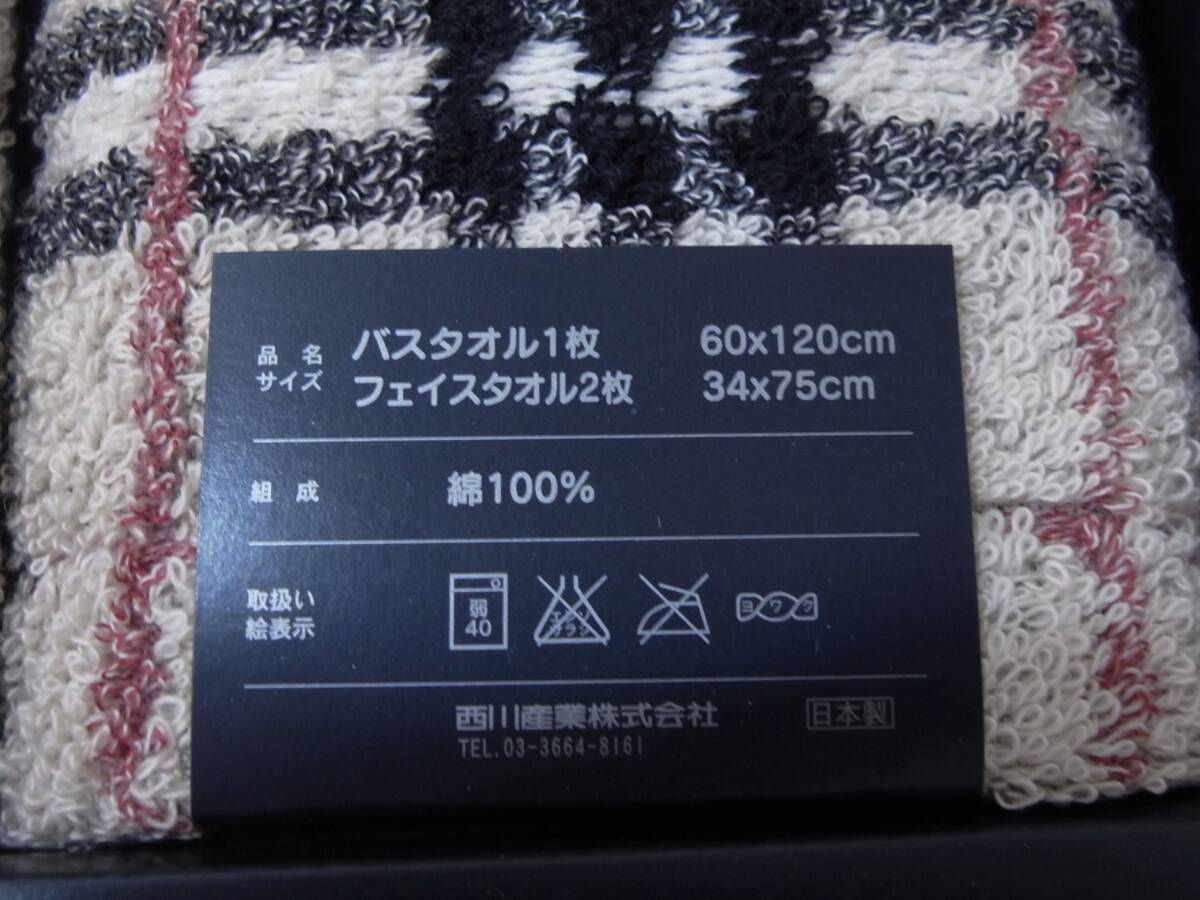 品名 バスタオル1枚 60x120cm
サイズ フェイスタオル2枚 34x75cm
組成 綿100%
取扱い
絵表示
弱
40
エンソ
サラシ
ヨワク
西川産業株式会社 日本製
TEL.03-3664-8161